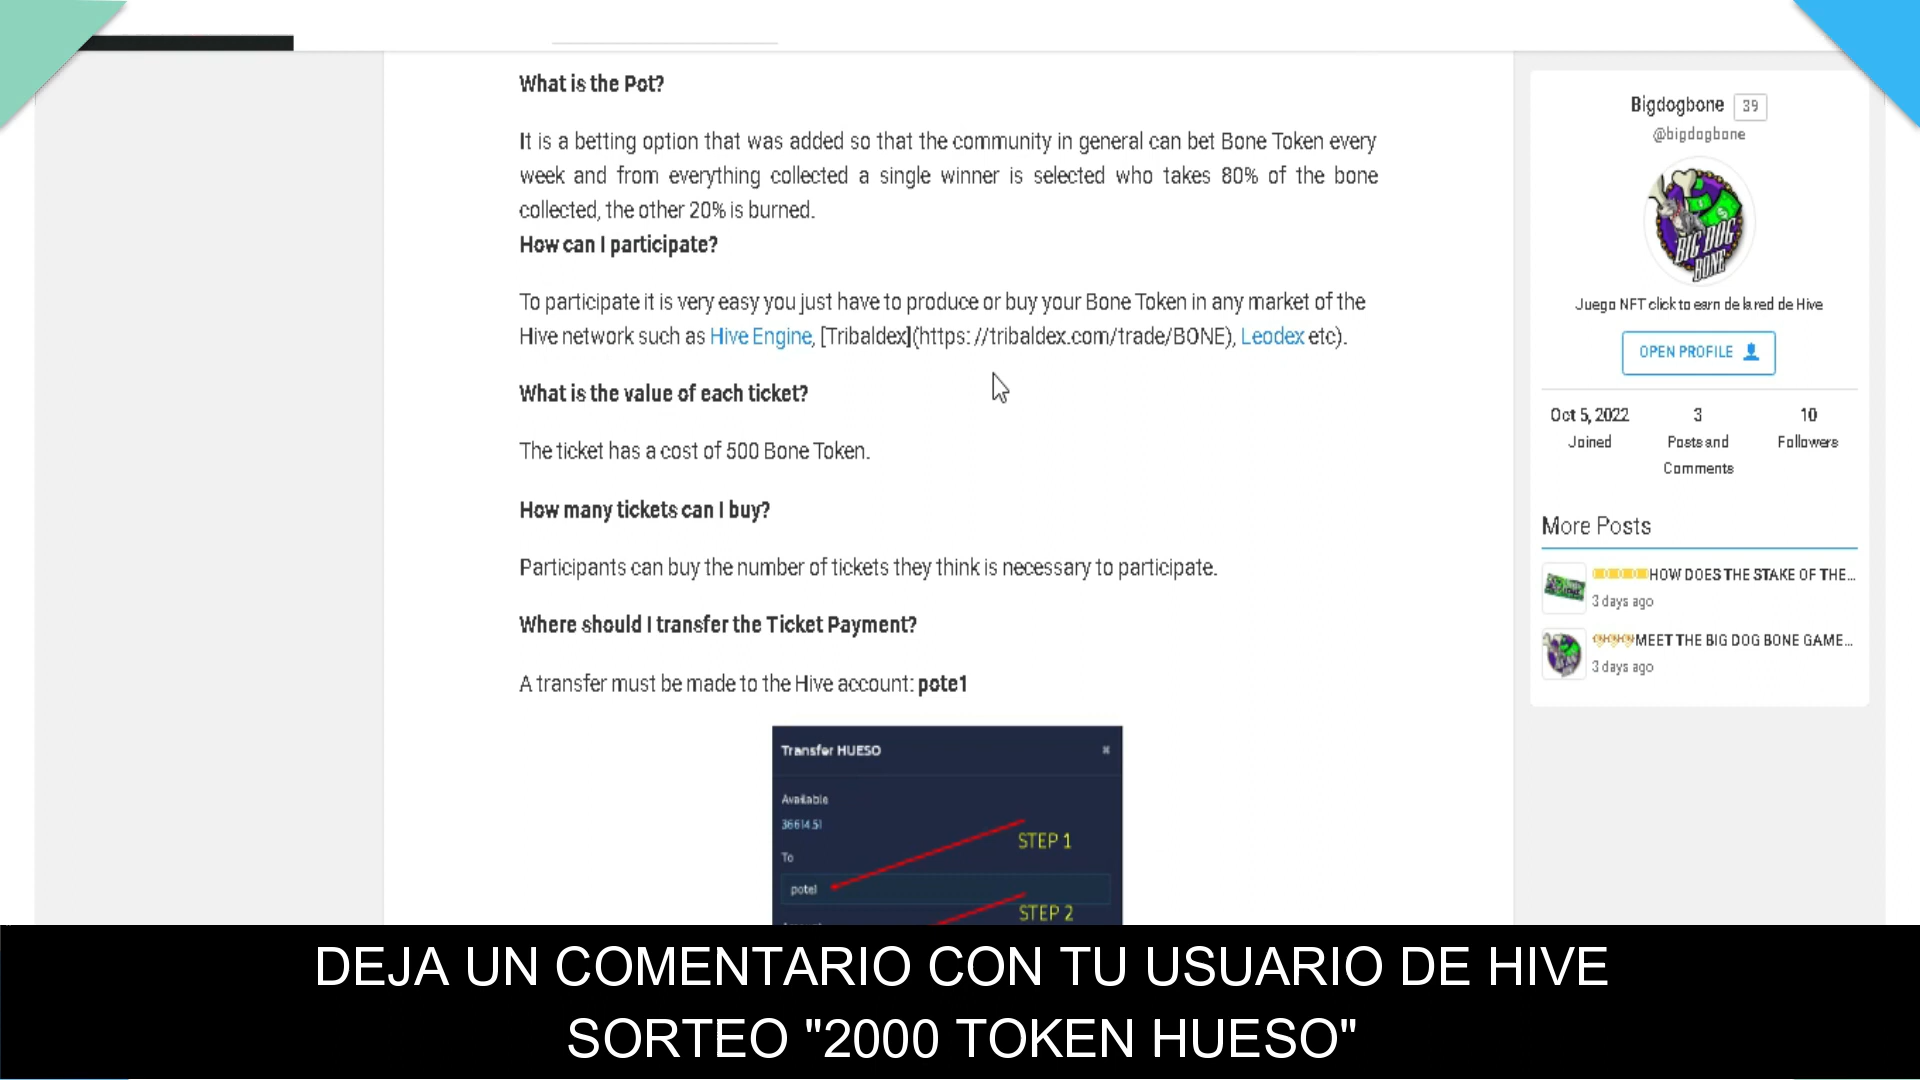 What is the Pot?
It is a betting option that was added so that the community in general can bet Bone Token every
week and from everything collected a single winner is selected who takes 80% of the bone
collected, the other 20% is burned.
How can I participate?
To participate it is very easy you just have to produce or buy your Bone Token in any market of the
Hive network such as Hive Engine, [Tribaldex](https: //tribaldex.com/trade/BONE), Leodex etc).
What is the value of each ticket?
The ticket has a cost of 500 Bone Token.
How many tickets can I buy?
Participants can buy the number of tickets they think is necessary to participate.
Where should I transfer the Ticket Payment?
A transfer must be made to the Hive account: pote1
Transfer HUESO
Available
36614.51
To
pote1
STEP 1
STEP 2
Bigdogbone 39
@bigdogbone
BIG DOG
BONE
Juego NFT click to earn de la red de Hive
OPEN PROFILE
Oct 5, 2022
Joined
3
Posts and
Comments
10
Followers
More Posts
HOW DOES THE STAKE OF THE...
3 days ago
MEET THE BIG DOG BONE GAME...
3 days ago
DEJA UN COMENTARIO CON TU USUARIO DE HIVE
SORTEO "2000 TOKEN HUESO"